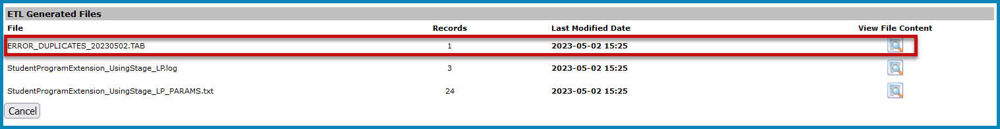 ETL Generated Files
File Records Last Modified Date View File Content
ERROR_DUPLICATES_20230502.TAB 1 2023-05-02 15:25
StudentProgramExtension_UsingStage_LP.log 3 2023-05-02 15:25
StudentProgramExtension_UsingStage_LP_PARAMS.txt 24 2023-05-02 15:25
Cancel